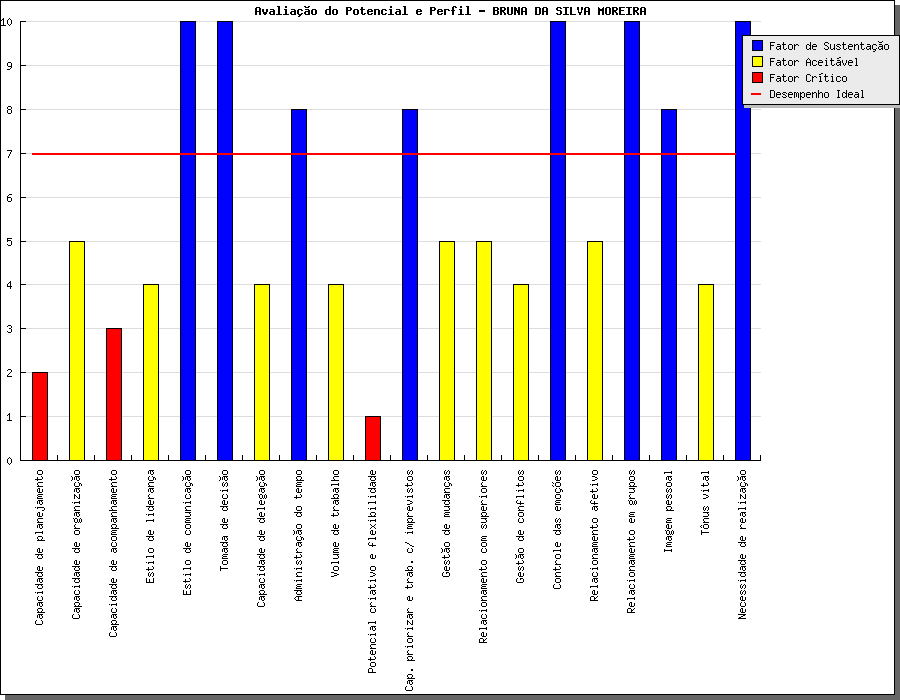 Avaliação do Potencial e Perfil - BRUNA DA SILVA MOREIRA
10
9
8
7
6
5
4
3
2
1
0
Fator de Sustentação
Fator Aceitável
Fator Crítico
Desempenho Ideal
Capacidade de planejamento
Capacidade de organização
Capacidade de acompanhamento
Estilo de liderança
Estilo de comunicação
Tomada de decisão
Capacidade de delegação
Administração do tempo
Volume de trabalho
Potencial criativo e flexibilidade
Cap. priorizar e trab. c/ imprevistos
Gestão de mudanças
Relacionamento com superiores
Gestão de conflitos
Controle das emoções
Relacionamento afetivo
Relacionamento em grupos
Imagem pessoal
Tônus vital
Necessidade de realização